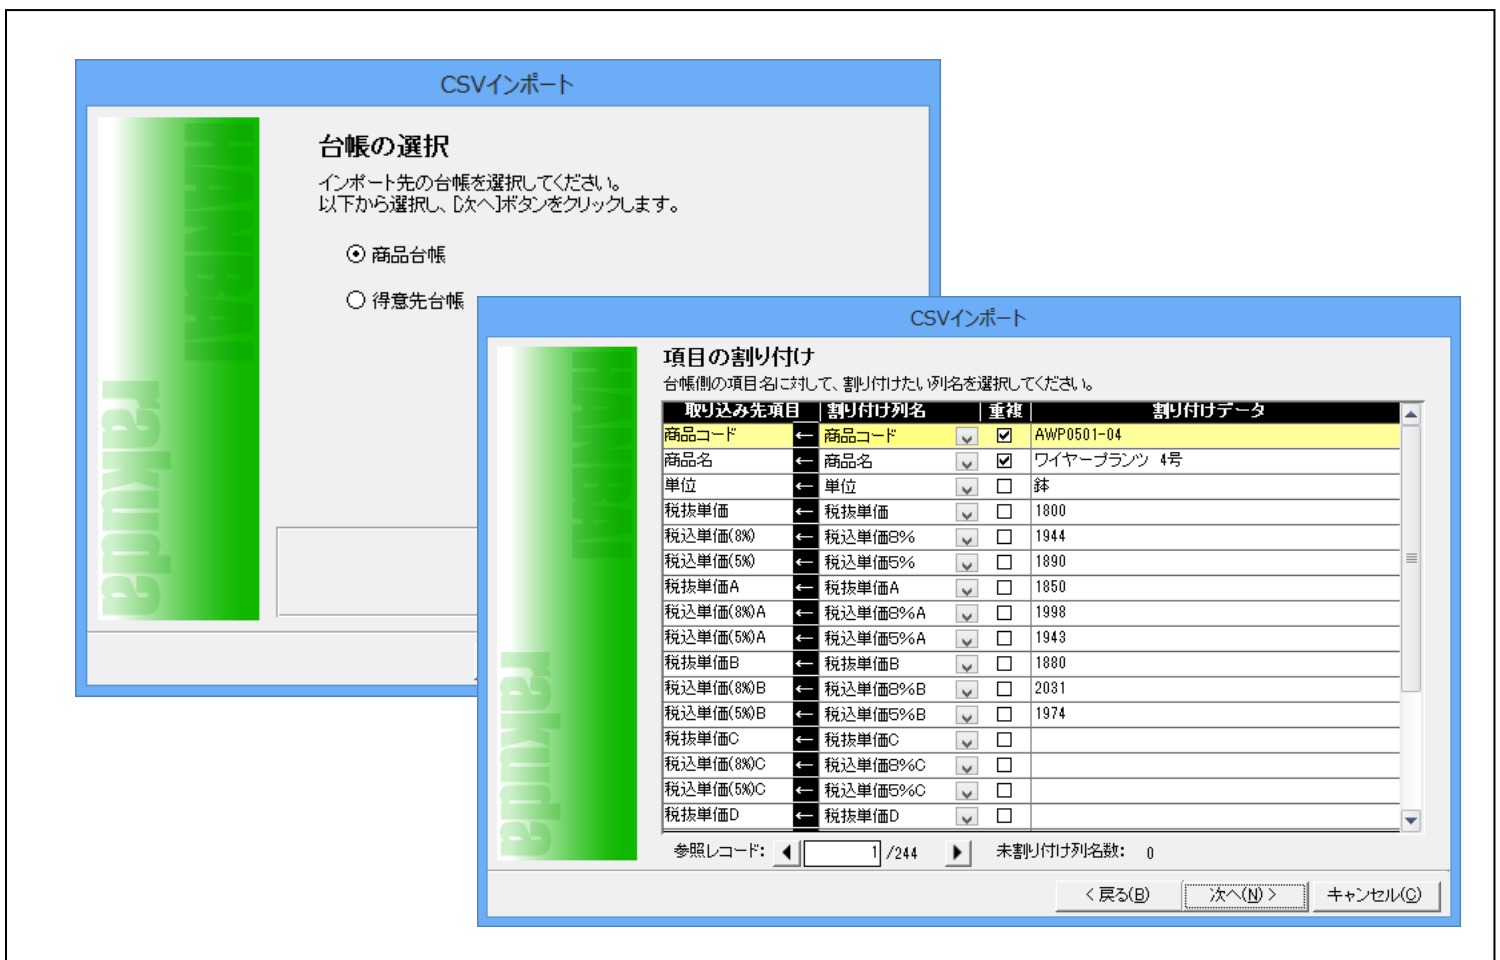 CSVインポート
HANBAI
rakuda
台帳の選択
インポート先の台帳を選択してください。
以下から選択し、[次へ]ボタンをクリックします。
商品台帳
得意先台帳
CSVインポート
HANBAI
rakuda
項目の割り付け
台帳側の項目名に対して、割り付けたい列名を選択してください。
取り込み先項目 割り付け列名 重複 割り付けデータ
商品コード ← 商品コード AWP0501-04
商品名 ← 商品名 ワイヤープランツ 4号
単位 ← 単位 鉢
税抜単価 ← 税抜単価 1800
税込単価(8%) ← 税込単価8% 1944
税込単価(5%) ← 税込単価5% 1890
税抜単価A ← 税抜単価A 1850
税込単価(8%)A ← 税込単価8%A 1998
税込単価(5%)A ← 税込単価5%A 1943
税抜単価B ← 税抜単価B 1880
税込単価(8%)B ← 税込単価8%B 2031
税込単価(5%)B ← 税込単価5%B 1974
税抜単価C ← 税抜単価C
税込単価(8%)C ← 税込単価8%C
税込単価(5%)C ← 税込単価5%C
税抜単価D ← 税抜単価D
参照レコード: 1 /244 未割り付け列名数: 0
< 戻る(B) 次へ(N) > キャンセル(C)